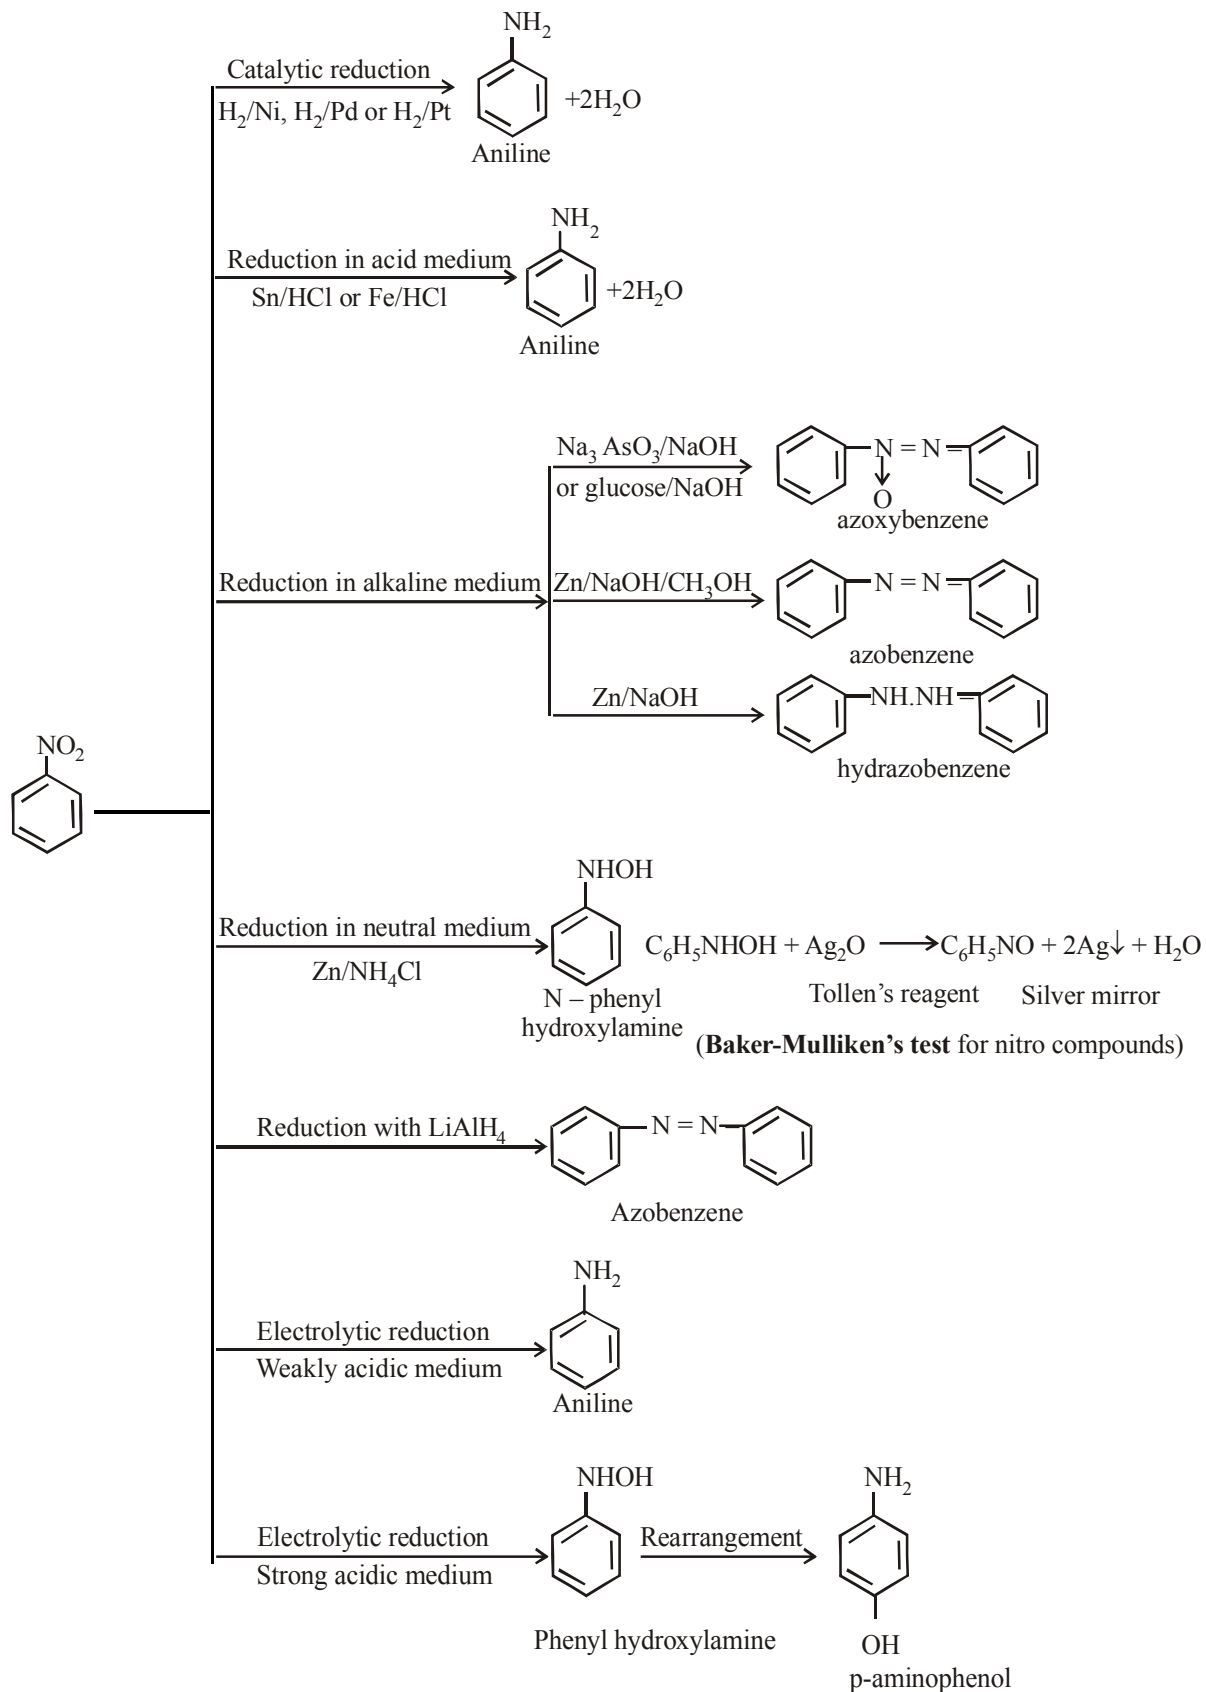 NH₂
Catalytic reduction
H₂/Ni, H₂/Pd or H₂/Pt
+2H₂O
Aniline
NH₂
Reduction in acid medium
Sn/HCl or Fe/HCl
+2H₂O
Aniline
Reduction in alkaline medium
Na₃ AsO₃/NaOH
or glucose/NaOH
N = N
O
azoxybenzene
Zn/NaOH/CH₃OH
N = N
azobenzene
Zn/NaOH
NH.NH
hydrazobenzene
NO₂
Reduction in neutral medium
Zn/NH₄Cl
NHOH
N – phenyl
hydroxylamine
C₆H₅NHOH + Ag₂O ⟶ C₆H₅NO + 2Ag↓ + H₂O
Tollen's reagent Silver mirror
(Baker-Mulliken's test for nitro compounds)
Reduction with LiAlH₄
N = N
Azobenzene
NH₂
Electrolytic reduction
Weakly acidic medium
Aniline
Electrolytic reduction
Strong acidic medium
NHOH
Phenyl hydroxylamine
Rearrangement
NH₂
OH
p-aminophenol